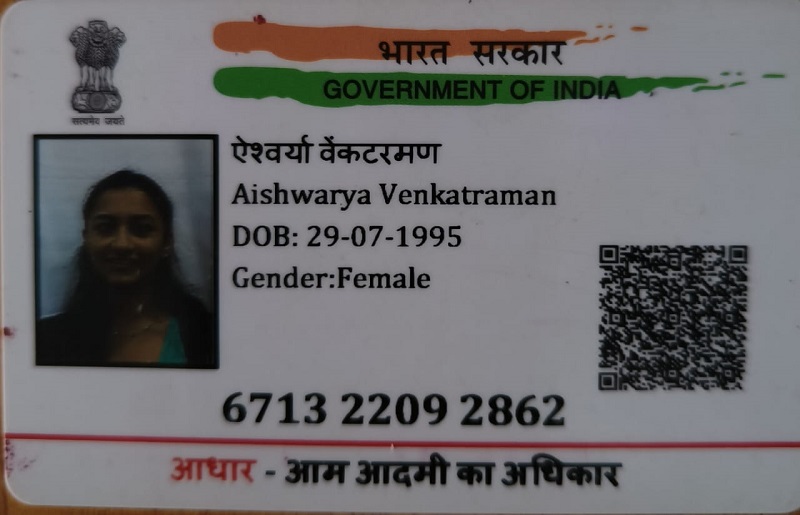 भारत सरकार
GOVERNMENT OF INDIA
सत्यमेव जयते
ऐश्वर्या वेंकटरमण
Aishwarya Venkatraman
DOB: 29-07-1995
Gender:Female
6713 2209 2862
आधार - आम आदमी का अधिकार